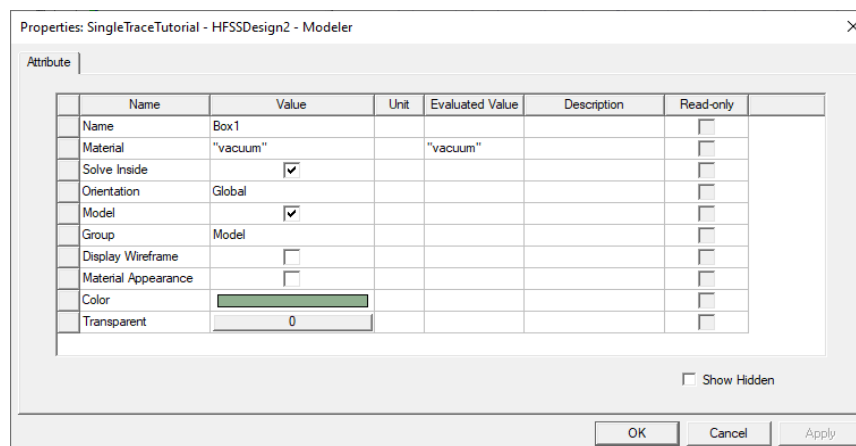 Properties: SingleTraceTutorial - HFSSDesign2 - Modeler
Attribute
Name Value Unit Evaluated Value Description Read-only
Name Box1
Material "vacuum" "vacuum"
Solve Inside
Orientation Global
Model
Group Model
Display Wireframe
Material Appearance
Color
Transparent 0
Show Hidden
OK Cancel Apply